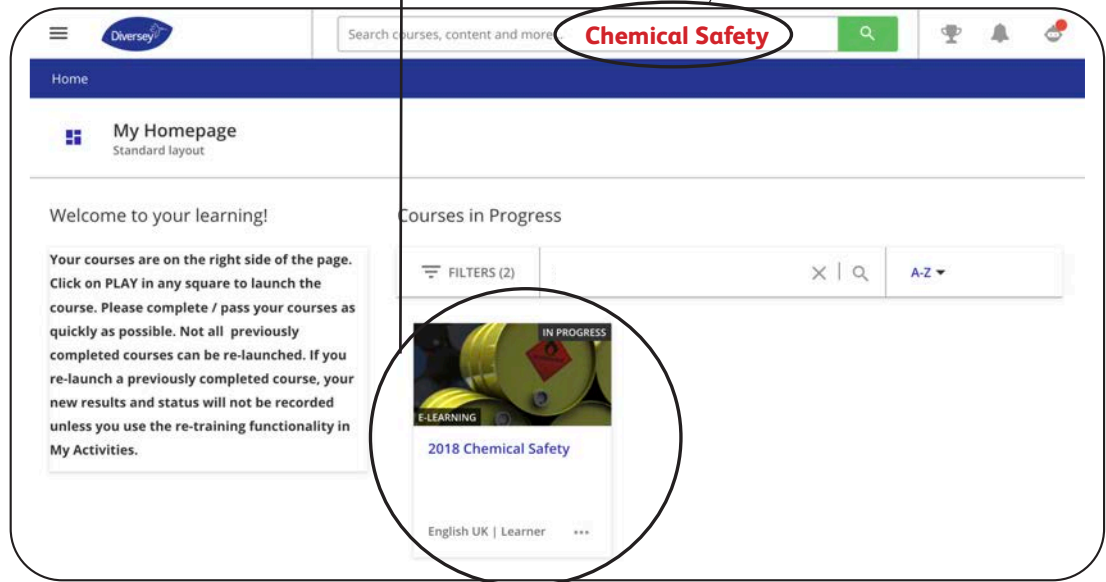 Diversey
Search courses, content and more... Chemical Safety
Home
My Homepage
Standard layout
Welcome to your learning!
Your courses are on the right side of the page.
Click on PLAY in any square to launch the
course. Please complete / pass your courses as
quickly as possible. Not all previously
completed courses can be re-launched. If you
re-launch a previously completed course, your
new results and status will not be recorded
unless you use the re-training functionality in
My Activities.
Courses in Progress
FILTERS (2)
A-Z
IN PROGRESS
E-LEARNING
2018 Chemical Safety
English UK | Learner